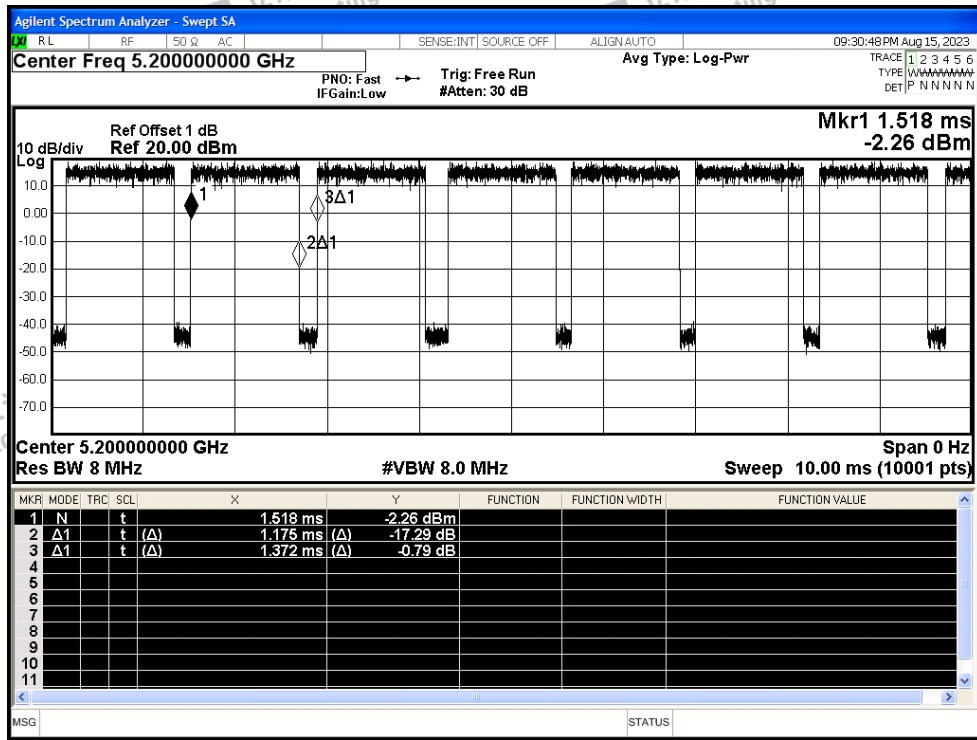 Agilent Spectrum Analyzer - Swept SA
LXI RL RF 50 Ω AC SENSE:INT SOURCE OFF ALIGN AUTO 09:30:48 PM Aug 15, 2023
Center Freq 5.200000000 GHz Avg Type: Log-Pwr TRACE 1 2 3 4 5 6
PNO: Fast Trig: Free Run TYPE
IFGain:Low #Atten: 30 dB DET P N N N N N
Mkr1 1.518 ms
Ref Offset 1 dB
10 dB/div Ref 20.00 dBm -2.26 dBm
Log
10.0
1
3Δ1
0.00
-10.0
2Δ1
-20.0
-30.0
-40.0
-50.0
-60.0
-70.0
Center 5.200000000 GHz Span 0 Hz
Res BW 8 MHz #VBW 8.0 MHz Sweep 10.00 ms (10001 pts)
MKR MODE TRC SCL X Y FUNCTION FUNCTION WIDTH FUNCTION VALUE
1 N t 1.518 ms -2.26 dBm
2 Δ1 t (Δ) 1.175 ms (Δ) -17.29 dB
3 Δ1 t (Δ) 1.372 ms (Δ) -0.79 dB
4
5
6
7
8
9
10
11
MSG STATUS